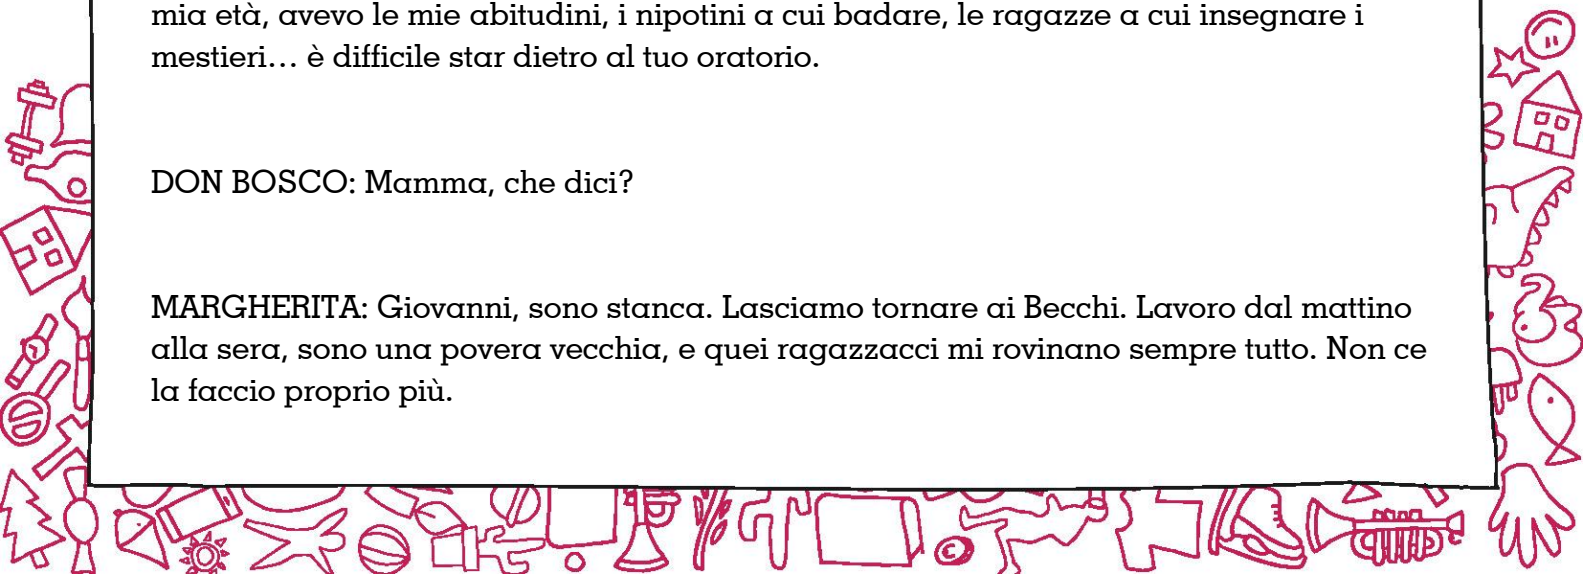 mia età, avevo le mie abitudini, i nipotini a cui badare, le ragazze a cui insegnare i
mestieri… è difficile star dietro al tuo oratorio.
DON BOSCO: Mamma, che dici?
MARGHERITA: Giovanni, sono stanca. Lasciamo tornare ai Becchi. Lavoro dal mattino
alla sera, sono una povera vecchia, e quei ragazzacci mi rovinano sempre tutto. Non ce
la faccio proprio più.